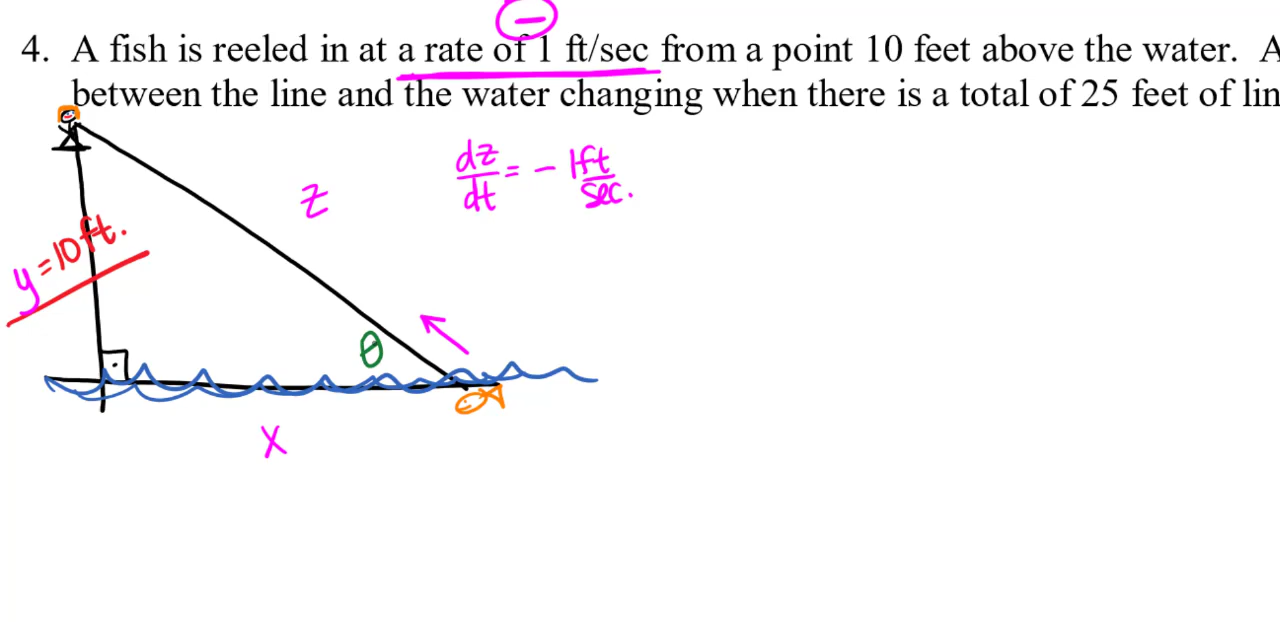 4. A fish is reeled in at a rate of 1 ft/sec from a point 10 feet above the water.
between the line and the water changing when there is a total of 25 feet of
dz/dt = - 1ft/sec.
z
y=10ft.
θ
x